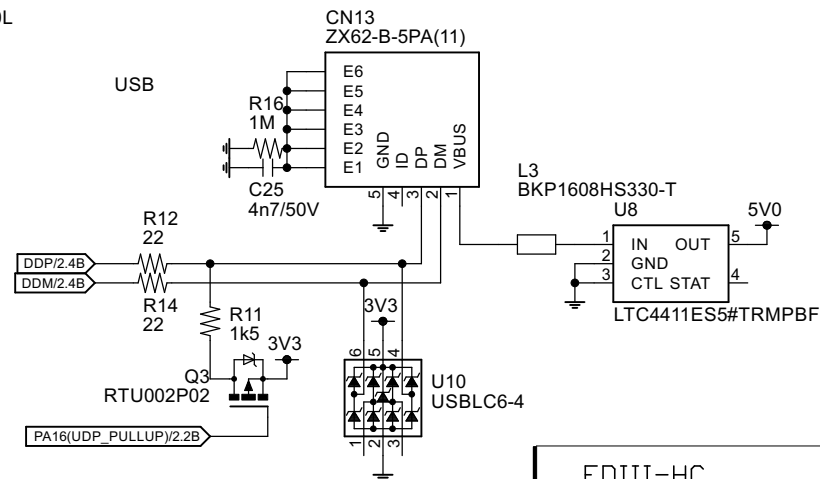 0L
CN13
ZX62-B-5PA(11)
USB
E6
E5
E4
E3
E2
E1
R16
1M
C25
4n7/50V
GND
ID
DP
DM
VBUS
5
4
3
2
1
L3
BKP1608HS330-T
U8
5V0
1
2
3
IN OUT
GND
CTL STAT
5
4
LTC4411ES5#TRMPBF
R12
22
DDP/2.4B
DDM/2.4B
R14
22
R11
1k5
3V3
3V3
Q3
RTU002P02
6 5 4
U10
USBLC6-4
1 2 3
PA16(UDP_PULLUP)/2.2B